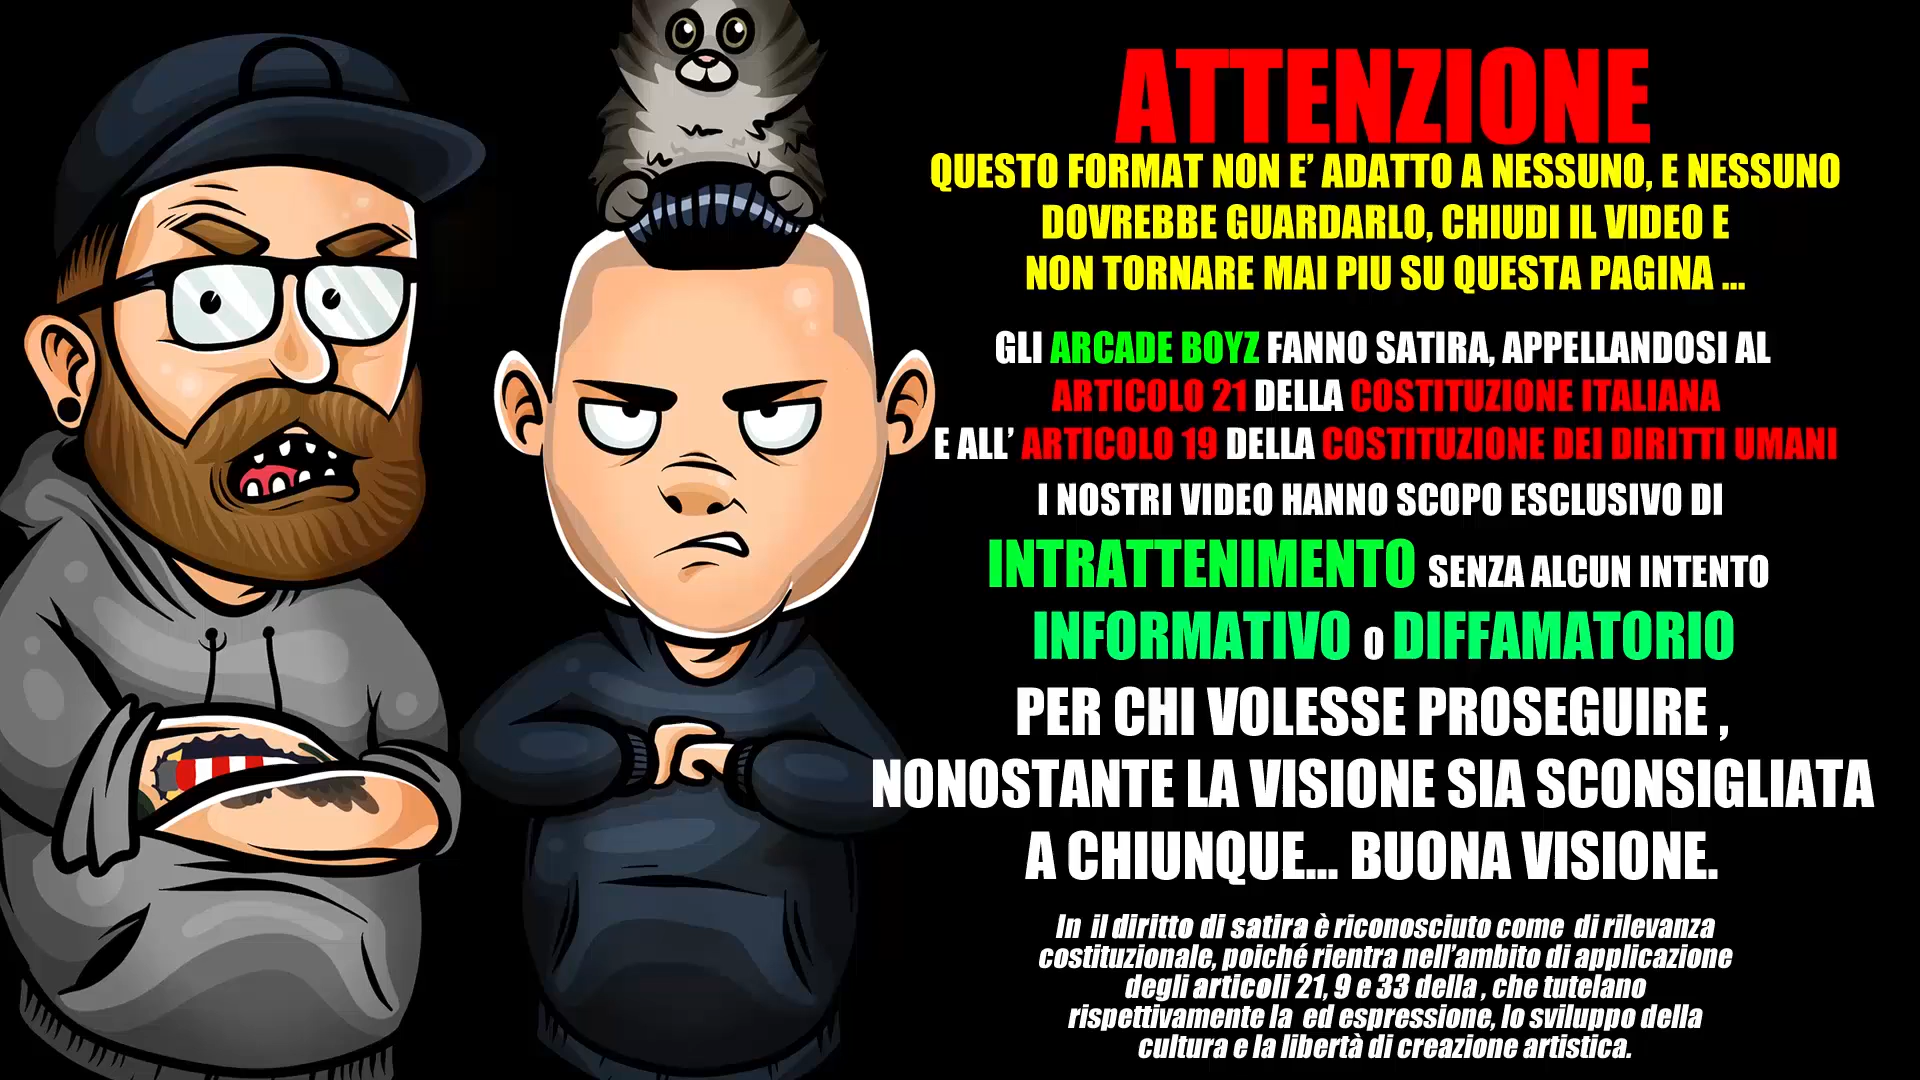 ATTENZIONE
QUESTO FORMAT NON E' ADATTO A NESSUNO, E NESSUNO
DOVREBBE GUARDARLO, CHIUDI IL VIDEO E
NON TORNARE MAI PIU SU QUESTA PAGINA ...
GLI ARCADE BOYZ FANNO SATIRA, APPELLANDOSI AL
ARTICOLO 21 DELLA COSTITUZIONE ITALIANA
E ALL' ARTICOLO 19 DELLA COSTITUZIONE DEI DIRITTI UMANI
I NOSTRI VIDEO HANNO SCOPO ESCLUSIVO DI
INTRATTENIMENTO SENZA ALCUN INTENTO
INFORMATIVO O DIFFAMATORIO
PER CHI VOLESSE PROSEGUIRE ,
NONOSTANTE LA VISIONE SIA SCONSIGLIATA
A CHIUNQUE... BUONA VISIONE.
In il diritto di satira è riconosciuto come di rilevanza
costituzionale, poiché rientra nell'ambito di applicazione
degli articoli 21, 9 e 33 della , che tutelano
rispettivamente la ed espressione, lo sviluppo della
cultura e la libertà di creazione artistica.